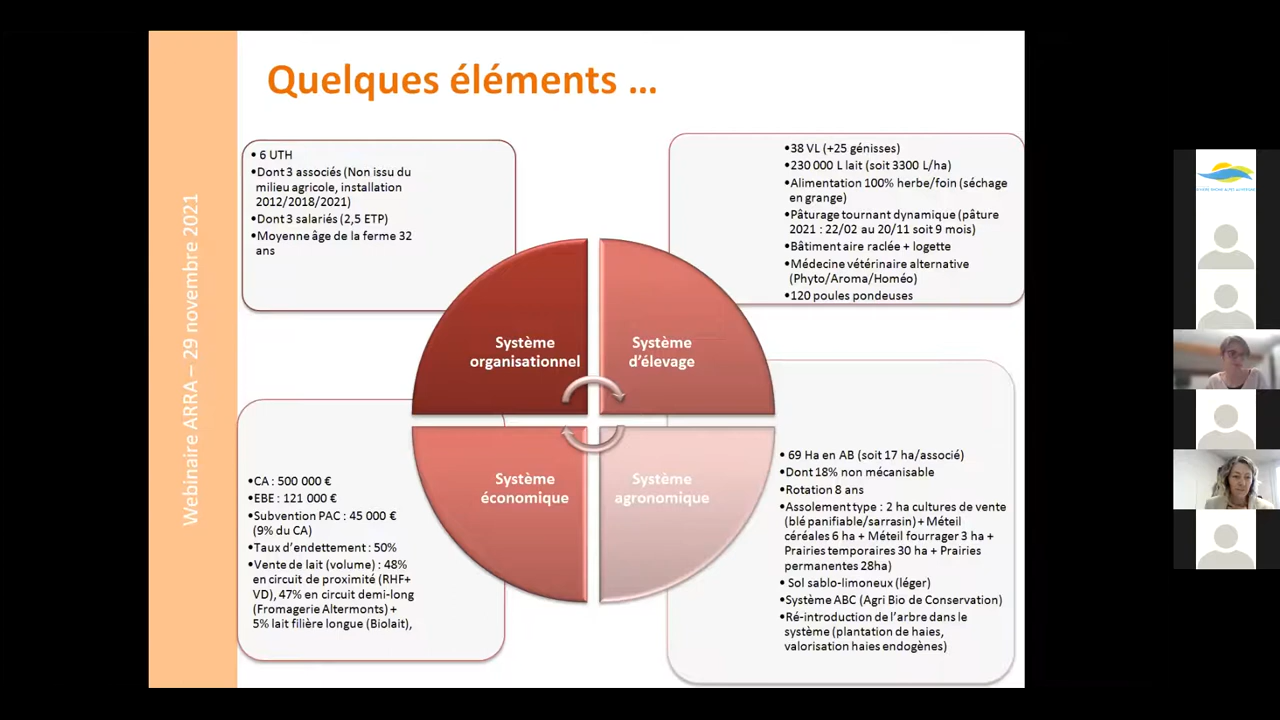 Quelques éléments ...
Webinaire ARRA – 29 novembre 2021
• 6 UTH
•Dont 3 associés (Non issu du
milieu agricole, installation
2012/2018/2021)
•Dont 3 salariés (2,5 ETP)
•Moyenne âge de la ferme 32
ans
•38 VL (+25 génisses)
•230 000 L lait (soit 3300 L/ha)
•Alimentation 100% herbe/foin (séchage
en grange)
•Pâturage tournant dynamique (pâture
2021 : 22/02 au 20/11 soit 9 mois)
•Bâtiment aire raclée + logette
•Médecine vétérinaire alternative
(Phyto/Aroma/Homéo)
•120 poules pondeuses
Système
organisationnel
Système
d'élevage
Système
économique
Système
agronomique
•CA : 500 000 €
•EBE : 121 000 €
•Subvention PAC : 45 000 €
(9% du CA)
•Taux d'endettement : 50%
•Vente de lait (volume) : 48%
en circuit de proximité (RHF+
VD), 47% en circuit demi-long
(Fromagerie Altermonts) +
5% lait filière longue (Biolait),
• 69 Ha en AB (soit 17 ha/associé)
•Dont 18% non mécanisable
•Rotation 8 ans
•Assolement type : 2 ha cultures de vente
(blé panifiable/sarrasin) + Méteil
céréales 6 ha + Méteil fourrager 3 ha +
Prairies temporaires 30 ha + Prairies
permanentes 28ha)
• Sol sablo-limoneux (léger)
•Système ABC (Agri Bio de Conservation)
•Ré-introduction de l'arbre dans le
système (plantation de haies,
valorisation haies endogènes)